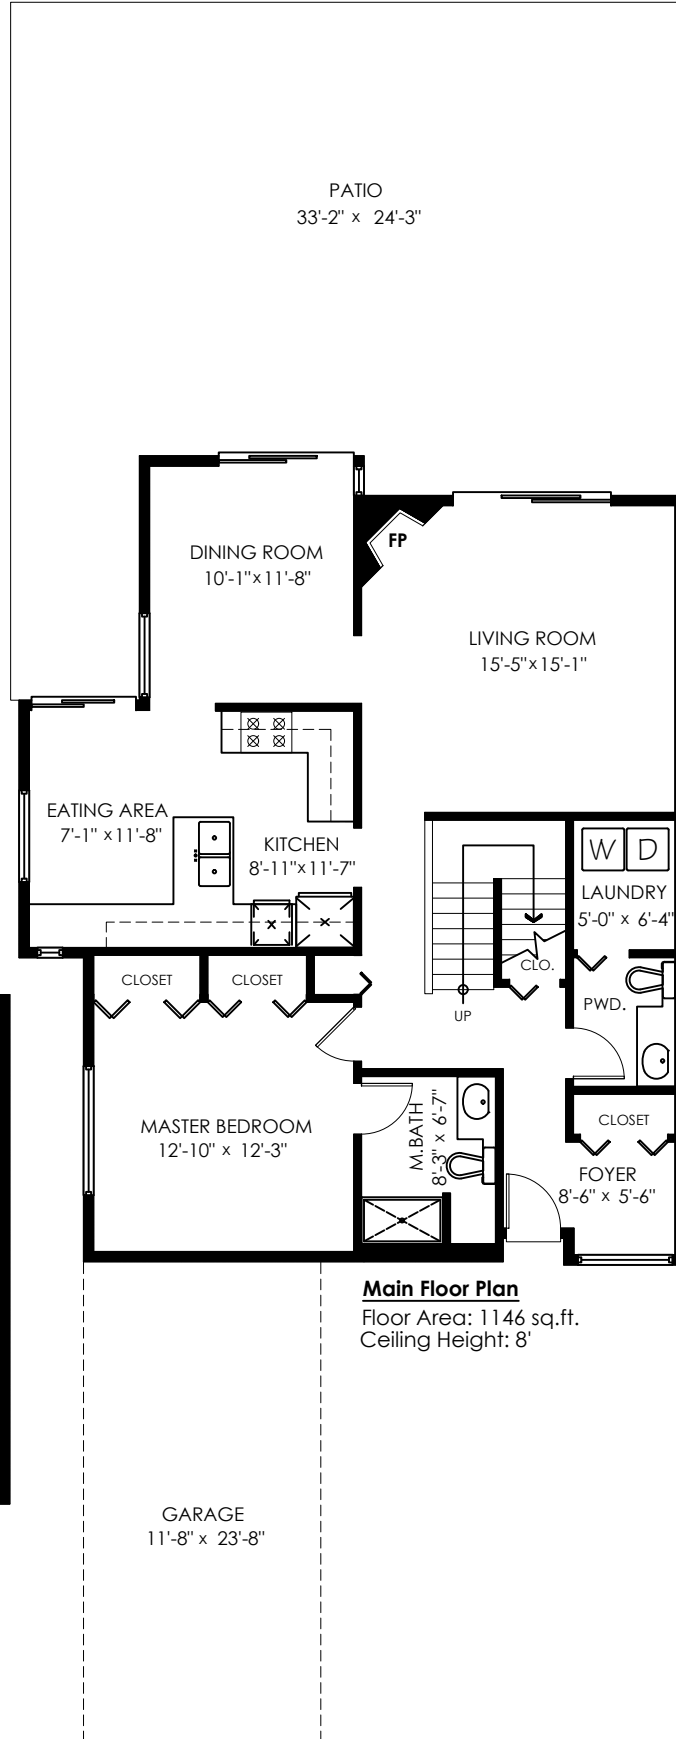 PATIO
33'-2" x 24'-3"
FP
DINING ROOM
10'-1"x11'-8"
LIVING ROOM
15'-5"x15'-1"
EATING AREA
7'-1" x11'-8"
KITCHEN
8'-11"x11'-7"
W D
LAUNDRY
5'-0" x 6'-4"
CLOSET
CLOSET
CLO.
UP
PWD.
MASTER BEDROOM
12'-10" x 12'-3"
M.BATH
8'-3" x 6'-7"
CLOSET
FOYER
8'-6" x 5'-6"
Main Floor Plan
Floor Area: 1146 sq.ft.
Ceiling Height: 8'
GARAGE
11'-8" x 23'-8"